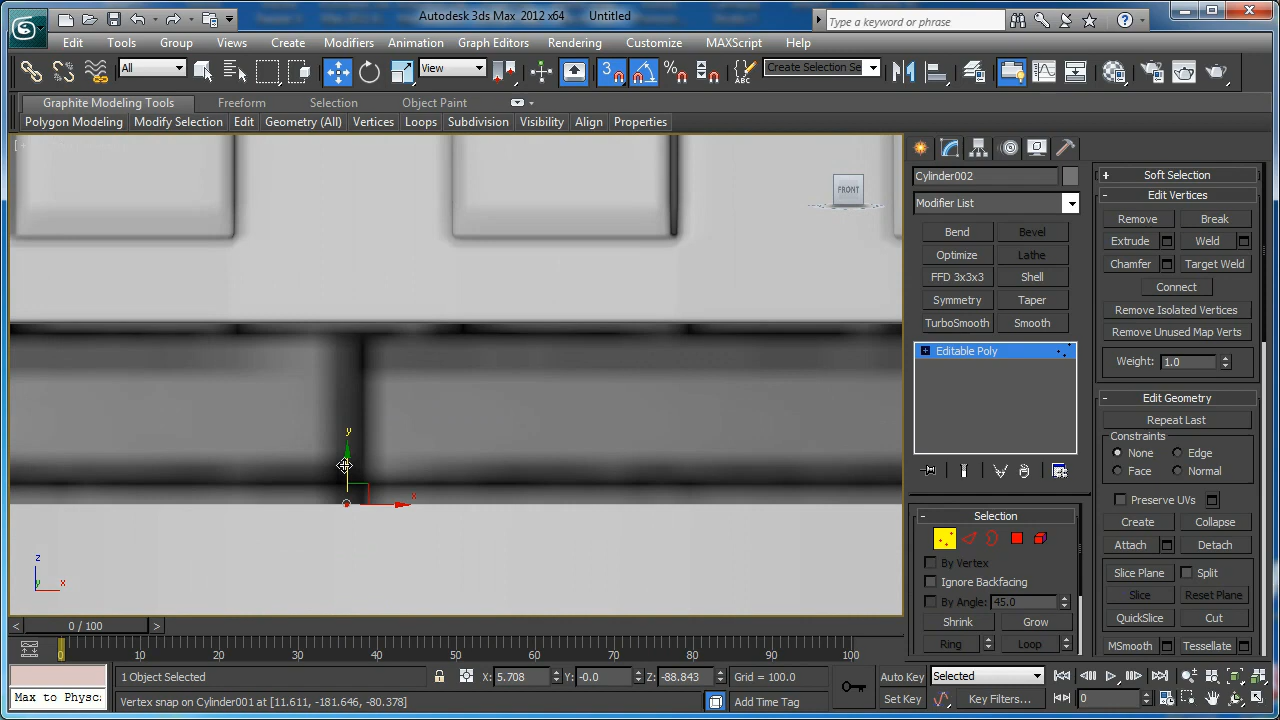 Autodesk 3ds Max 2012 x64 Untitled
Type a keyword or phrase
Edit Tools Group Views Create Modifiers Animation Graph Editors Rendering Customize MAXScript Help
All View 3 Create Selection Se
Graphite Modeling Tools Freeform Selection Object Paint
Polygon Modeling Modify Selection Edit Geometry (All) Vertices Loops Subdivision Visibility Align Properties
FRONT
y
x
z
y x
Cylinder002
Modifier List
Bend Bevel
Optimize Lathe
FFD 3x3x3 Shell
Symmetry Taper
TurboSmooth Smooth
Editable Poly
- Selection
By Vertex
Ignore Backfacing
By Angle: 45.0
Shrink Grow
Ring Loop
+ Soft Selection
- Edit Vertices
Remove Break
Extrude Weld
Chamfer Target Weld
Connect
Remove Isolated Vertices
Remove Unused Map Verts
Weight: 1.0
- Edit Geometry
Repeat Last
Constraints
None Edge
Face Normal
Preserve UVs
Create Collapse
Attach Detach
Slice Plane Split
Slice Reset Plane
QuickSlice Cut
MSmooth Tessellate
< 0 / 100 >
0 10 20 30 40 50 60 70 80 90 100
1 Object Selected X: 5.708 Y: -0.0 Z: -88.843 Grid = 100.0 Auto Key Selected
Max to Physcs Vertex snap on Cylinder001 at [11.611, -181.646, -80.378] Add Time Tag Set Key Key Filters... 0